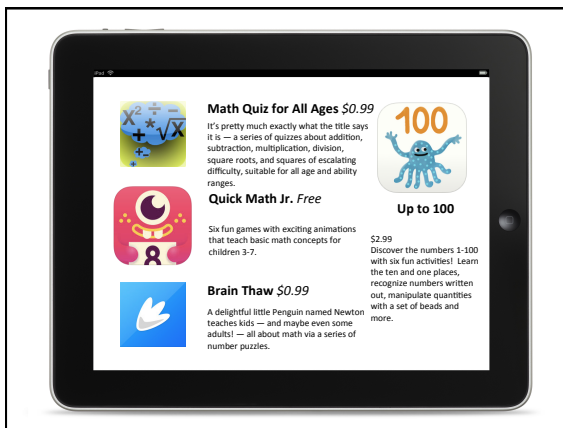 iPad
Math Quiz for All Ages $0.99
It's pretty much exactly what the title says
it is — a series of quizzes about addition,
subtraction, multiplication, division,
square roots, and squares of escalating
difficulty, suitable for all age and ability
ranges.
X² ÷ -
+ * √X
Quick Math Jr. Free
Six fun games with exciting animations
that teach basic math concepts for
children 3-7.
8
Brain Thaw $0.99
A delightful little Penguin named Newton
teaches kids — and maybe even some
adults! — all about math via a series of
number puzzles.
100
Up to 100
$2.99
Discover the numbers 1-100
with six fun activities! Learn
the ten and one places,
recognize numbers written
out, manipulate quantities
with a set of beads and
more.